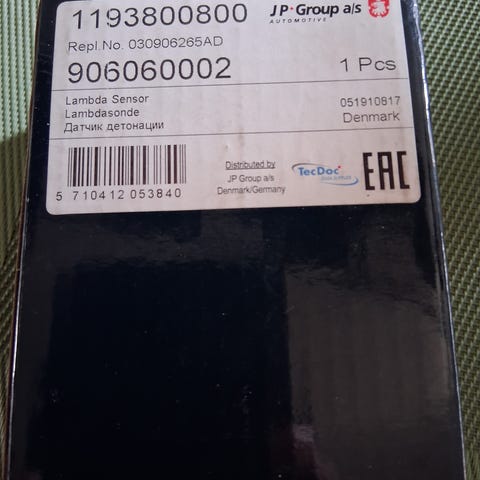 1193800800
JP Group a/s
AUTOMOTIVE
Repl.No. 030906265AD
906060002
1 Pcs
Lambda Sensor
Lambdasonde
Датчик детонации
051910817
Denmark
5 710412 053840
Distributed by
JP Group a/s
Denmark/Germany
TecDoc
EAC